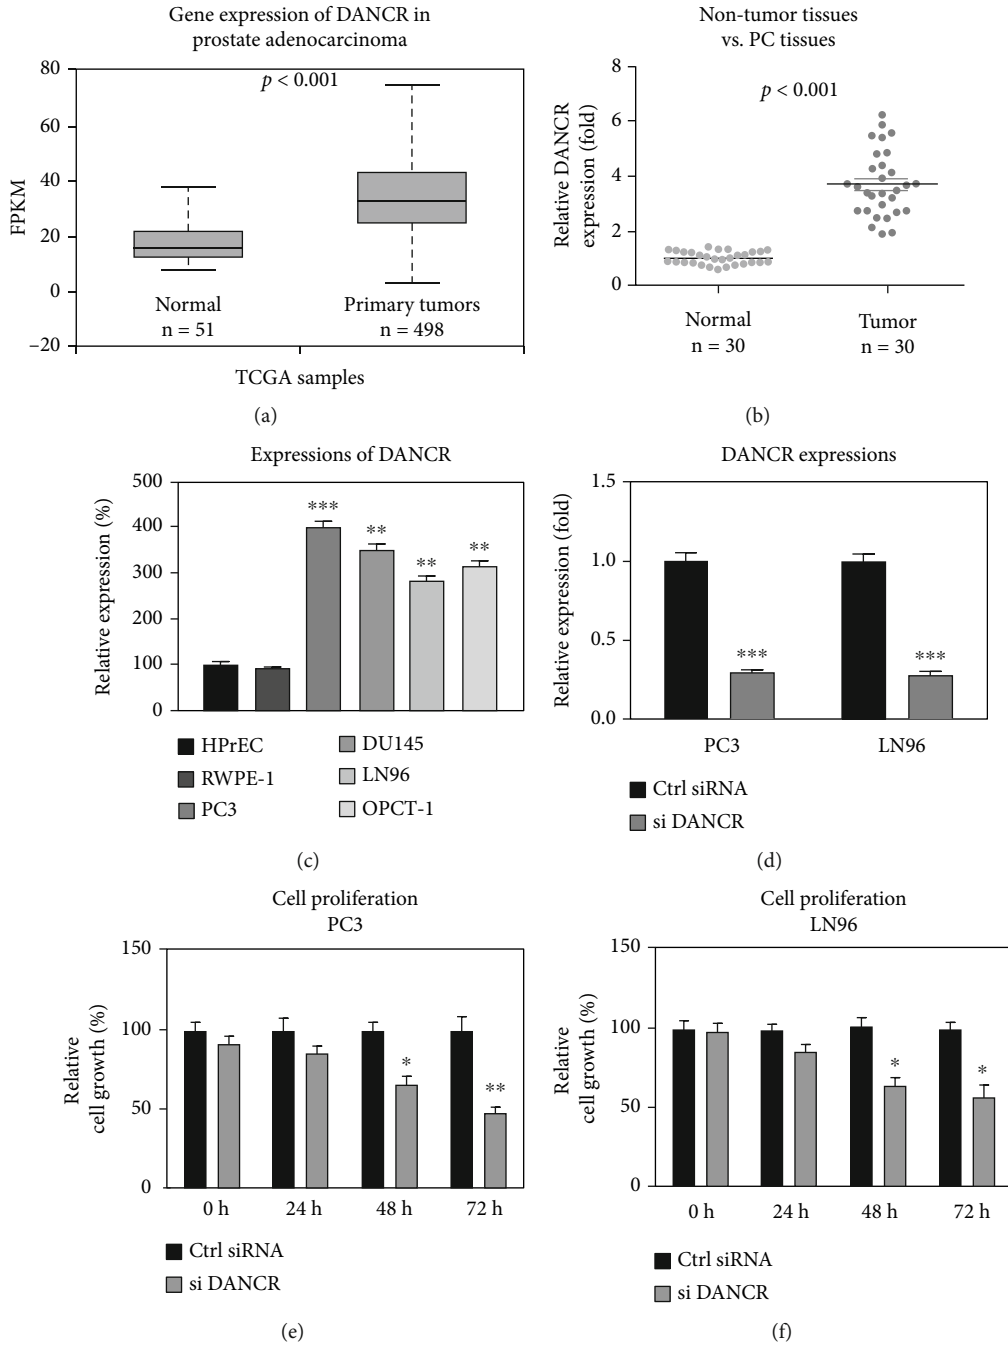 Gene expression of DANCR in
prostate adenocarcinoma
p < 0.001
FPKM
80
60
40
20
0
–20
Normal
n = 51
Primary tumors
n = 498
TCGA samples
(a)
Non-tumor tissues
vs. PC tissues
p < 0.001
Relative DANCR
expression (fold)
8
6
4
2
0
Normal
n = 30
Tumor
n = 30
(b)
Expressions of DANCR
Relative expression (%)
500
400
300
200
100
0
***
**
**
**
HPrEC
RWPE-1
PC3
DU145
LN96
OPCT-1
(c)
DANCR expressions
Relative expression (fold)
1.5
1.0
0.5
0.0
***
***
PC3
LN96
Ctrl siRNA
si DANCR
(d)
Cell proliferation
PC3
Relative
cell growth (%)
150
100
50
0
*
**
0 h
24 h
48 h
72 h
Ctrl siRNA
si DANCR
(e)
Cell proliferation
LN96
Relative
cell growth (%)
150
100
50
0
*
*
0 h
24 h
48 h
72 h
Ctrl siRNA
si DANCR
(f)